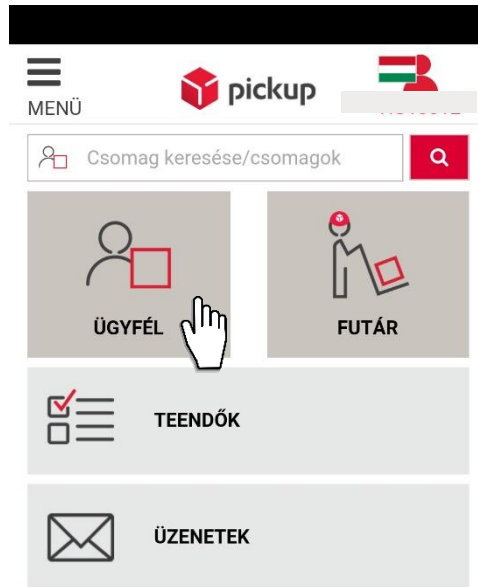 pickup
MENÜ
Csomag keresése/csomagok
ÜGYFÉL
FUTÁR
TEENDŐK
ÜZENETEK